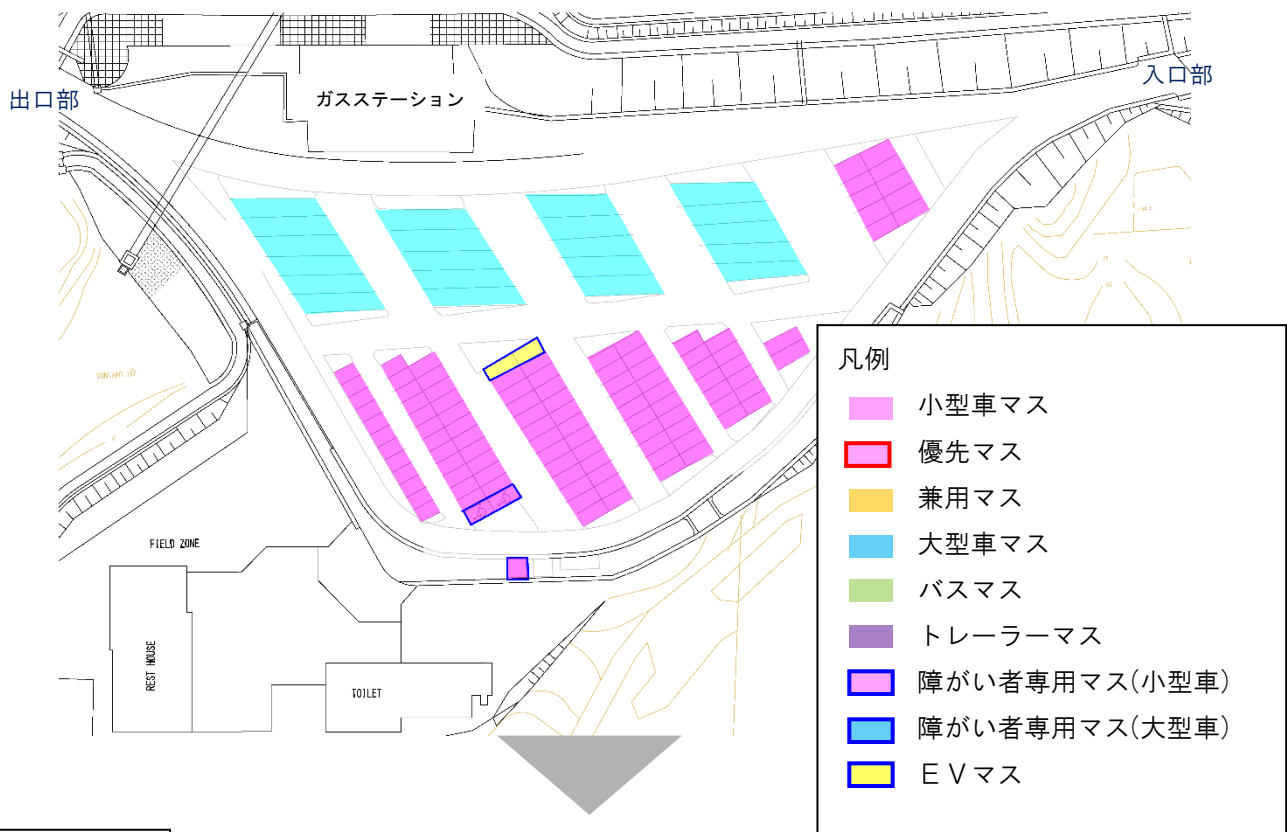 入口部
出口部
ガスステーション
凡例
小型車マス
優先マス
兼用マス
大型車マス
バスマス
トレーラーマス
障がい者専用マス(小型車)
障がい者専用マス(大型車)
ＥＶマス
FIELD ZONE
REST HOUSE
TOILET